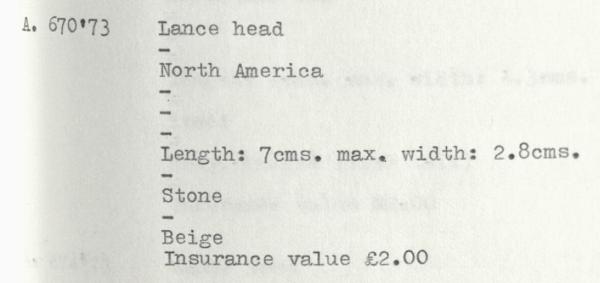 A. 670'73 Lance head
-
North America
-
-
-
Length: 7cms. max. width: 2.8cms.
-
Stone
-
Beige
Insurance value £2.00